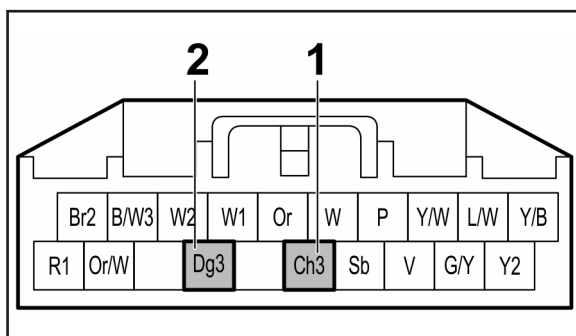 2 1
Br2 B/W3 W2 W1 Or W P Y/W L/W Y/B
R1 Or/W Dg3 Ch3 Sb V G/Y Y2